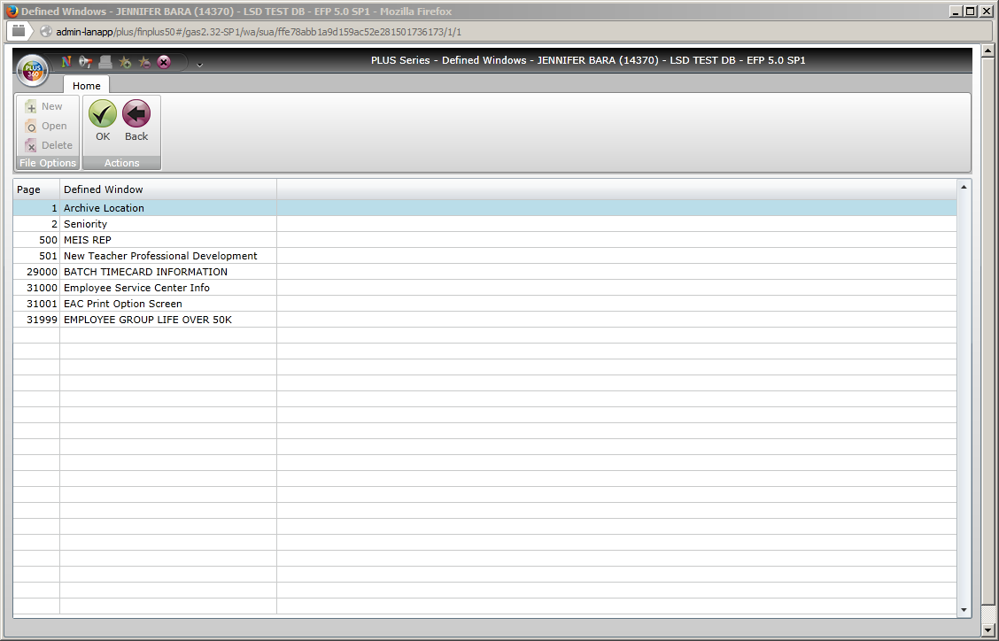 Defined Windows - JENNIFER BARA (14370) - LSD TEST DB - EFP 5.0 SP1 - Mozilla Firefox
admin-lanapp/plus/finplus50#/gas2.32-SP1/wa/sua/ffe78abb1a9d159ac52e281501736173/1/1
PLUS 360
PLUS Series - Defined Windows - JENNIFER BARA (14370) - LSD TEST DB - EFP 5.0 SP1
Home
New
Open
Delete
File Options
OK
Back
Actions
Page Defined Window
1 Archive Location
2 Seniority
500 MEIS REP
501 New Teacher Professional Development
29000 BATCH TIMECARD INFORMATION
31000 Employee Service Center Info
31001 EAC Print Option Screen
31999 EMPLOYEE GROUP LIFE OVER 50K